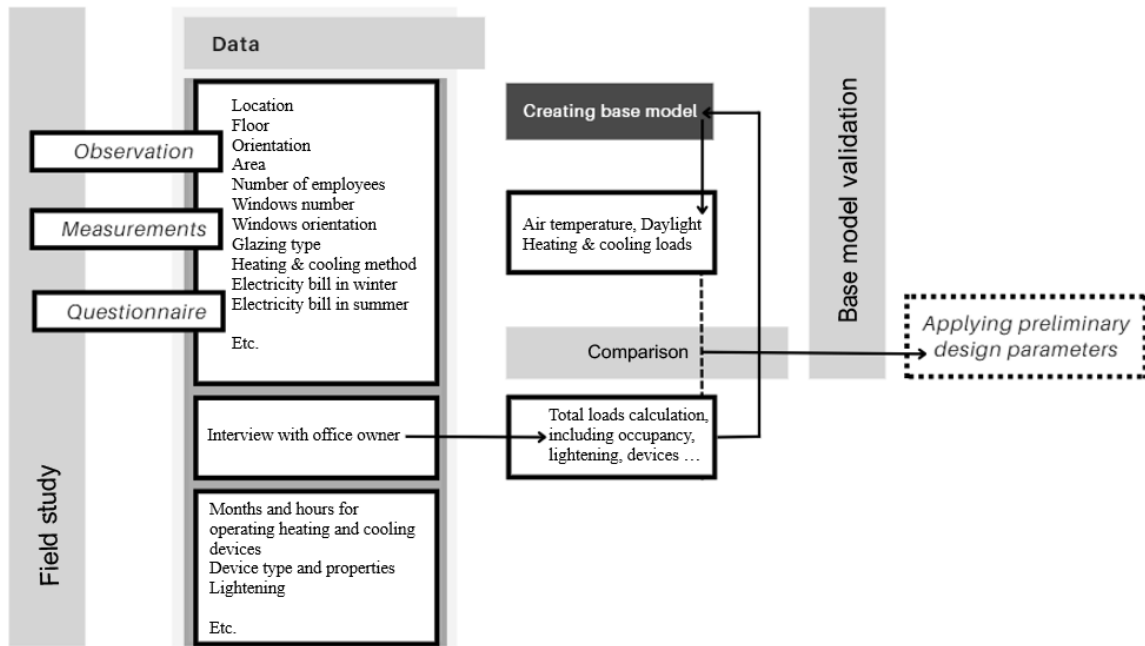 Data
Location
Floor
Orientation
Area
Number of employees
Windows number
Windows orientation
Glazing type
Heating & cooling method
Electricity bill in winter
Electricity bill in summer
Etc.
Observation
Measurements
Questionnaire
Field study
Interview with office owner
Months and hours for
operating heating and cooling
devices
Device type and properties
Lightening
Etc.
Creating base model
Air temperature, Daylight
Heating & cooling loads
Comparison
Total loads calculation,
including occupancy,
lightening, devices …
Base model validation
Applying preliminary
design parameters